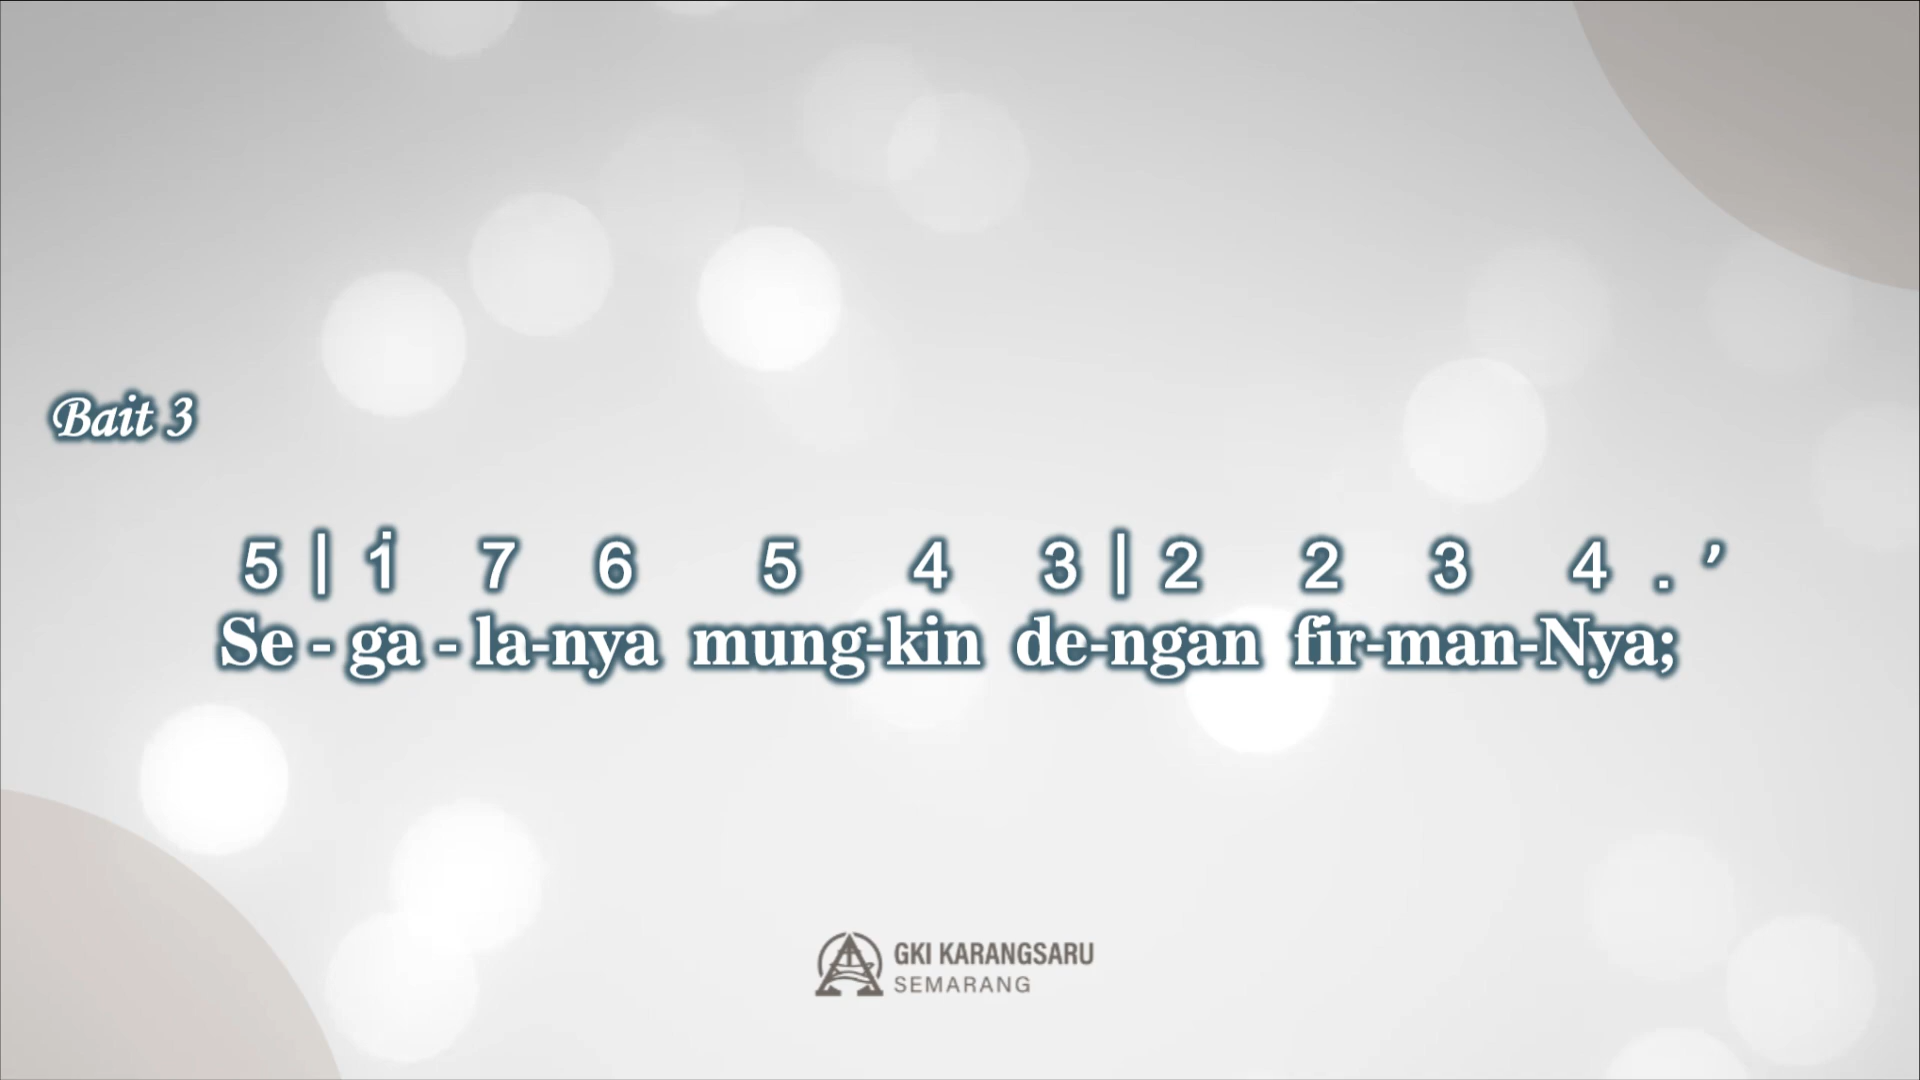 Bait 3
5 | i̇ 7 6 5 4 3 | 2 2 3 4 . ’
Se - ga - la-nya mung-kin de-ngan fir-man-Nya;
GKI KARANGSARU
SEMARANG